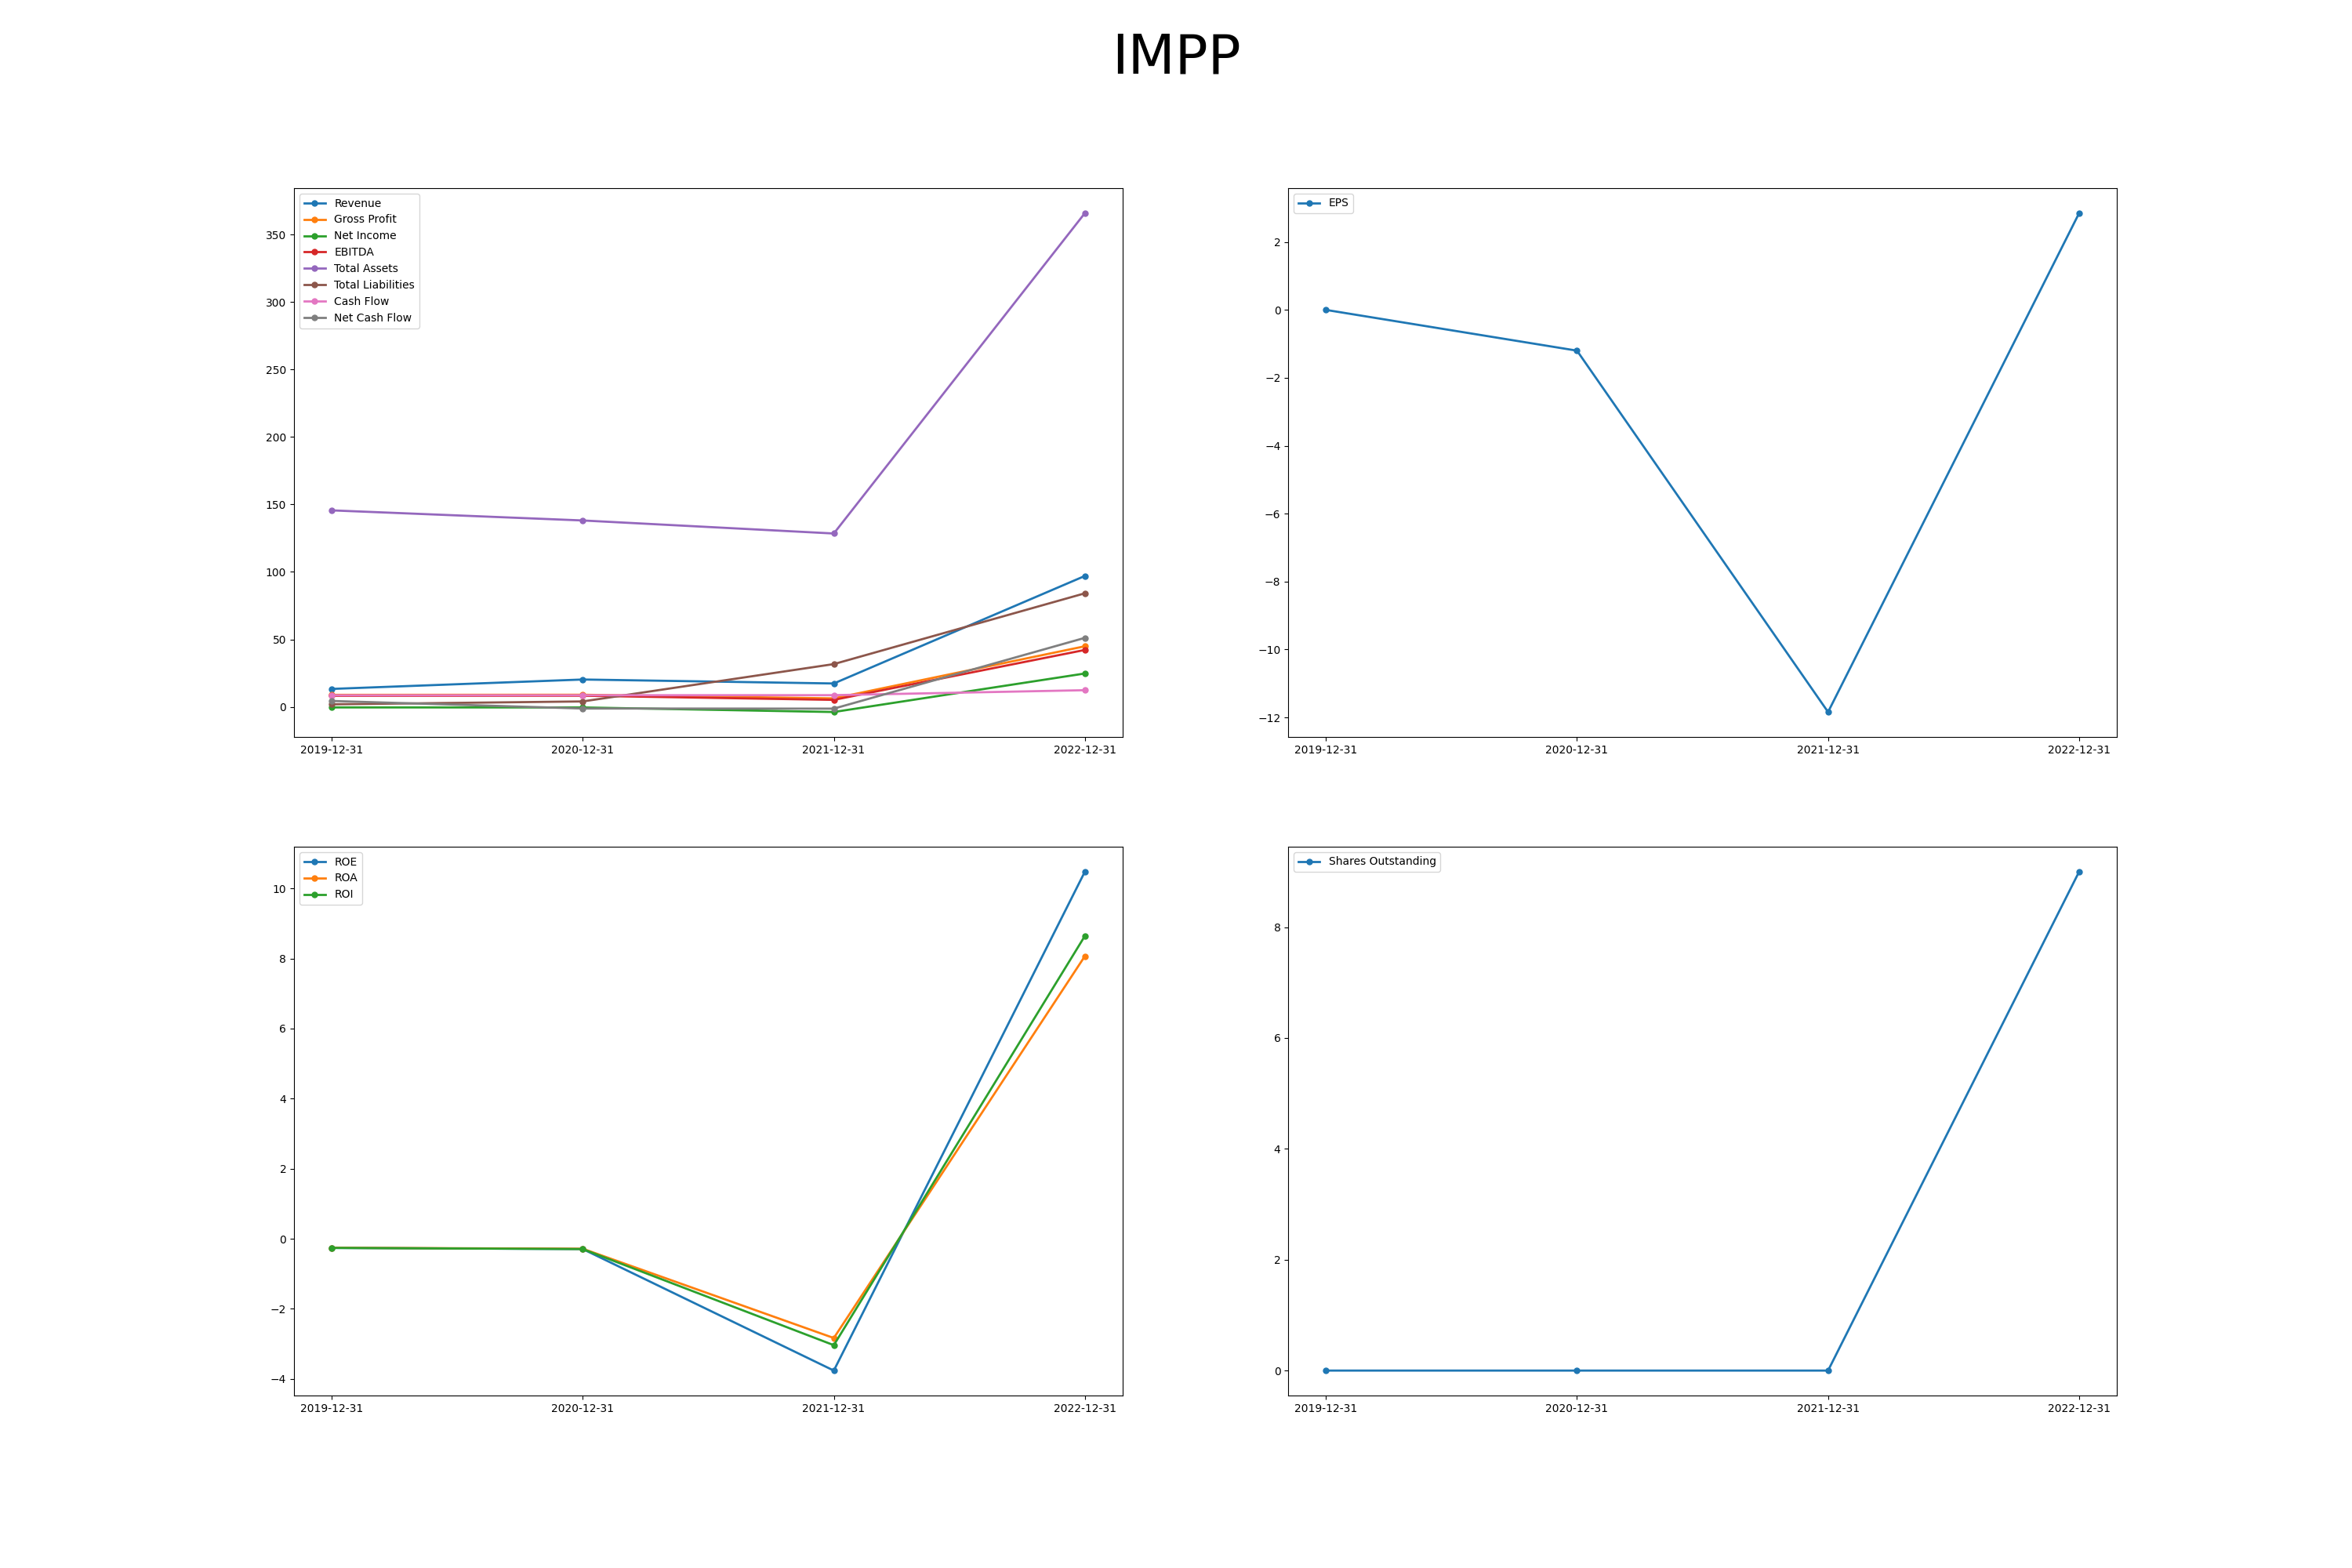 IMPP
Revenue
Gross Profit
Net Income
EBITDA
Total Assets
Total Liabilities
Cash Flow
Net Cash Flow
350
300
250
200
150
100
50
0
2019-12-31 2020-12-31 2021-12-31 2022-12-31
EPS
2
0
−2
−4
−6
−8
−10
−12
2019-12-31 2020-12-31 2021-12-31 2022-12-31
ROE
ROA
ROI
10
8
6
4
2
0
−2
−4
2019-12-31 2020-12-31 2021-12-31 2022-12-31
Shares Outstanding
8
6
4
2
0
2019-12-31 2020-12-31 2021-12-31 2022-12-31